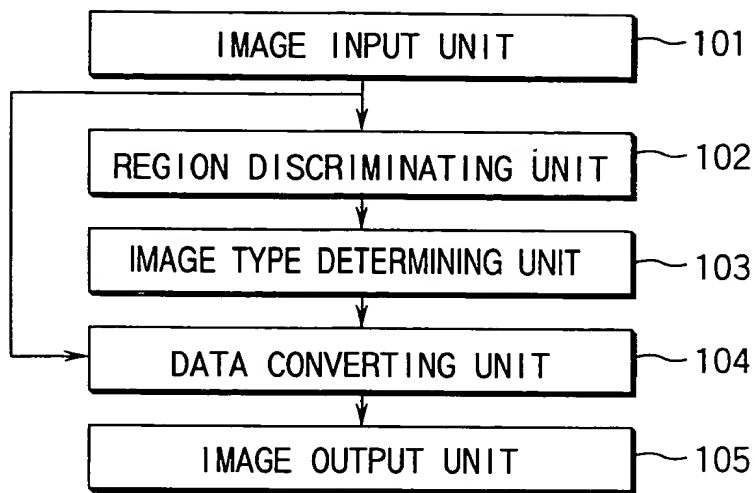 IMAGE INPUT UNIT 101
REGION DISCRIMINATING UNIT 102
IMAGE TYPE DETERMINING UNIT 103
DATA CONVERTING UNIT 104
IMAGE OUTPUT UNIT 105